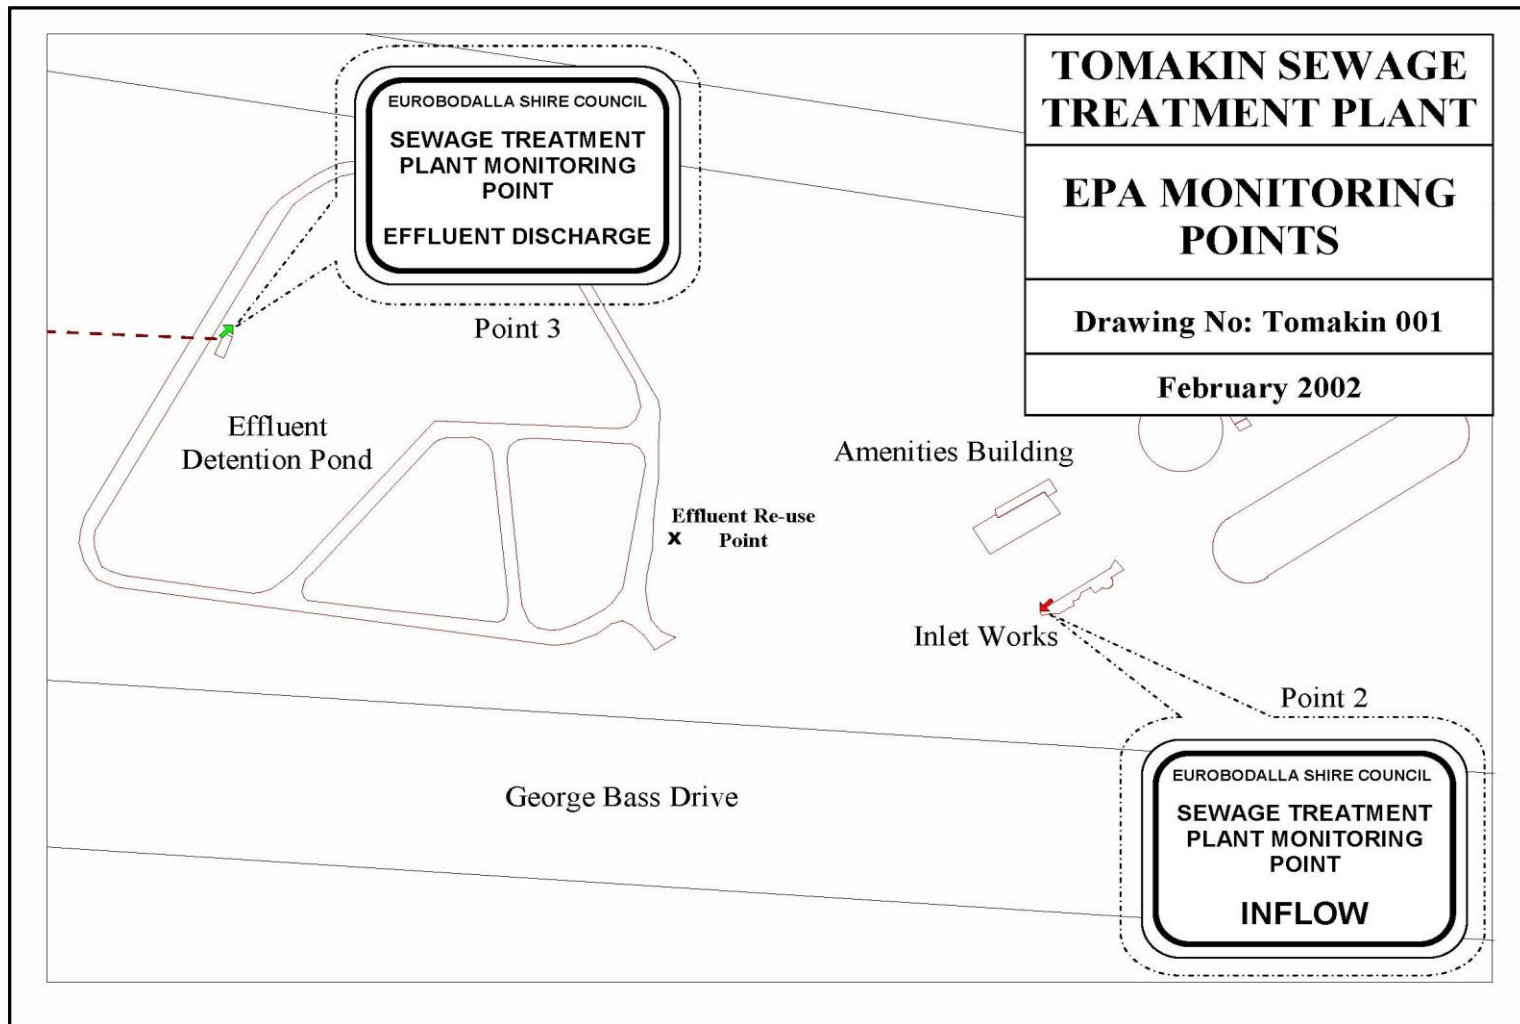 TOMAKIN SEWAGE
TREATMENT PLANT
EPA MONITORING
POINTS
Drawing No: Tomakin 001
February 2002
EUROBODALLA SHIRE COUNCIL
SEWAGE TREATMENT
PLANT MONITORING
POINT
EFFLUENT DISCHARGE
Point 3
Effluent
Detention Pond
Amenities Building
Effluent Re-use
X Point
Inlet Works
Point 2
George Bass Drive
EUROBODALLA SHIRE COUNCIL
SEWAGE TREATMENT
PLANT MONITORING
POINT
INFLOW